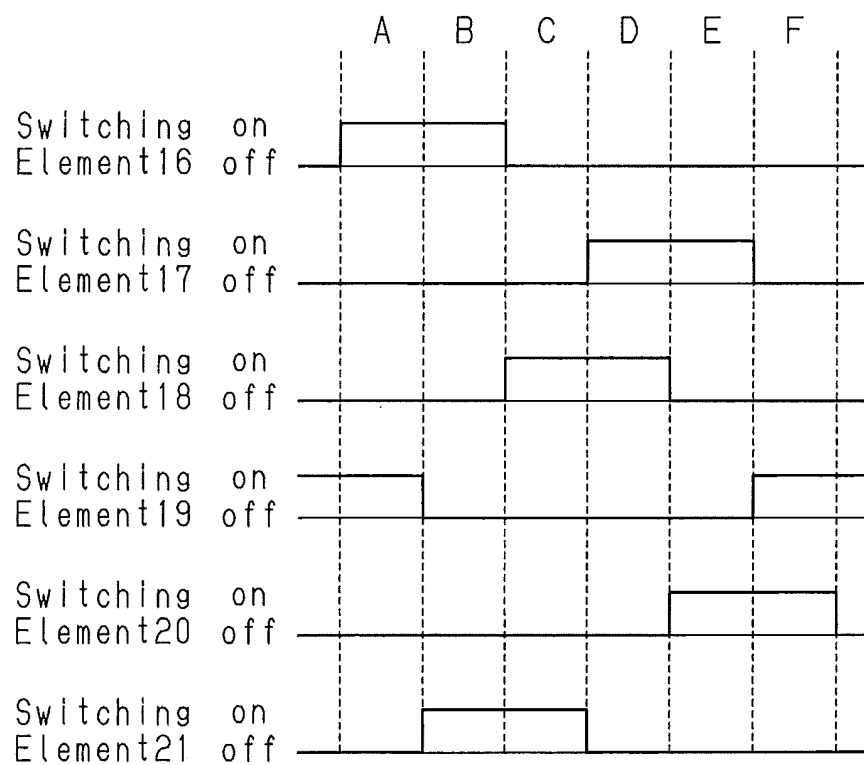 A B C D E F
Switching on
Element16 off
Switching on
Element17 off
Switching on
Element18 off
Switching on
Element19 off
Switching on
Element20 off
Switching on
Element21 off